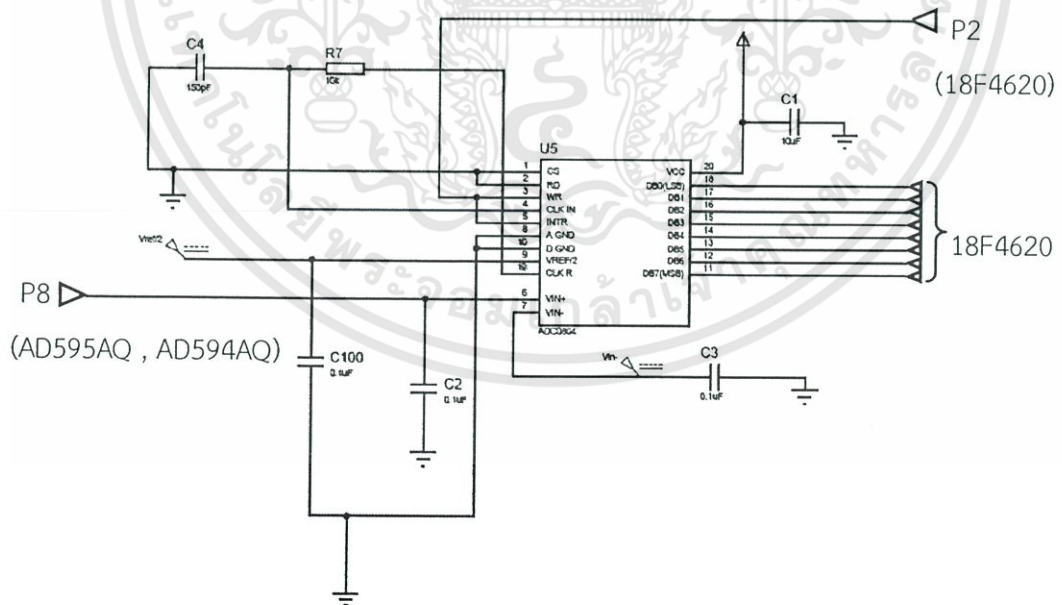 P2
(18F4620)
C4
150pF
R7
10k
C1
10uF
U5
1 CS
2 RD
3 WR
4 CLK IN
5 INTR
8 A GND
10 D GND
9 VREF/2
19 CLK R
6 VIN+
7 VIN-
VCC 20
DB0(LSB) 18
DB1 17
DB2 16
DB3 15
DB4 14
DB5 13
DB6 12
DB7(MSB) 11
ADC0804
18F4620
Vref/2
P8
(AD595AQ , AD594AQ)
C100
0.1uF
C2
0.1uF
Vin-
C3
0.1uF